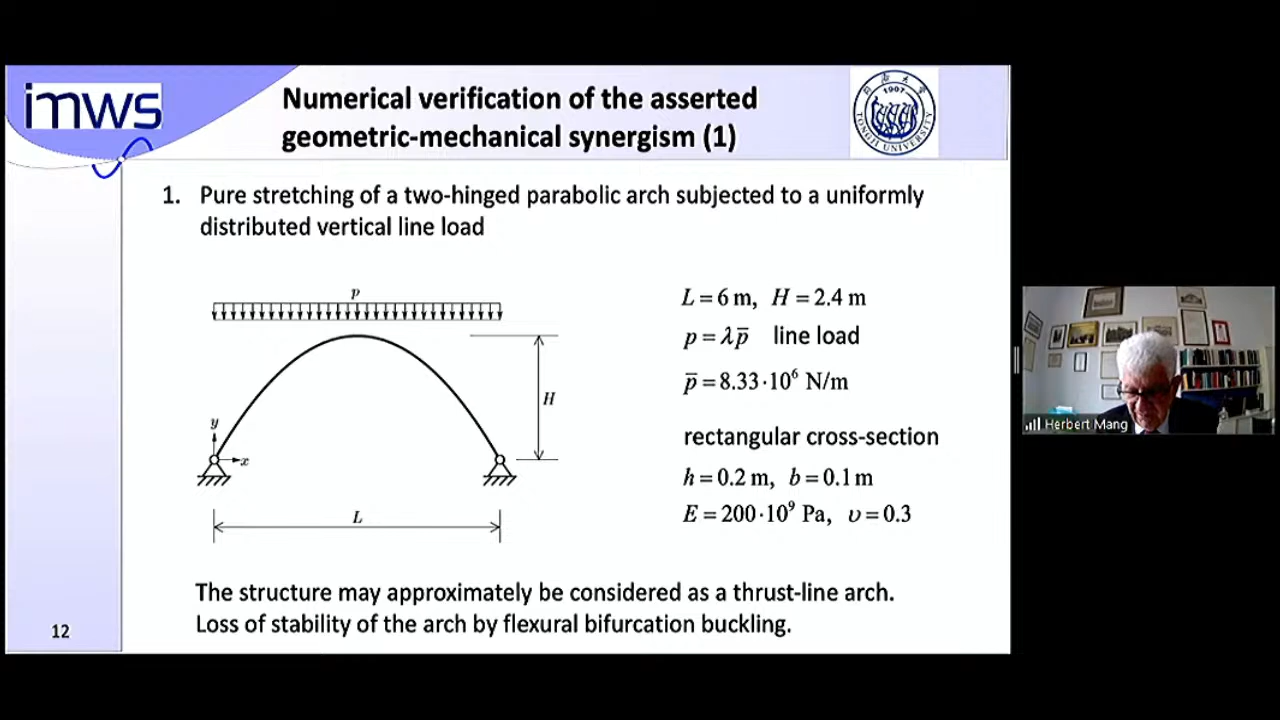 imws
Numerical verification of the asserted
geometric-mechanical synergism (1)
1907
TONGJI UNIVERSITY
1. Pure stretching of a two-hinged parabolic arch subjected to a uniformly
distributed vertical line load
p
H
y
x
L
L = 6 m, H = 2.4 m
p = λp̅ line load
p̅ = 8.33·10⁶ N/m
rectangular cross-section
h = 0.2 m, b = 0.1 m
E = 200·10⁹ Pa, υ = 0.3
The structure may approximately be considered as a thrust-line arch.
Loss of stability of the arch by flexural bifurcation buckling.
12
Herbert Mang